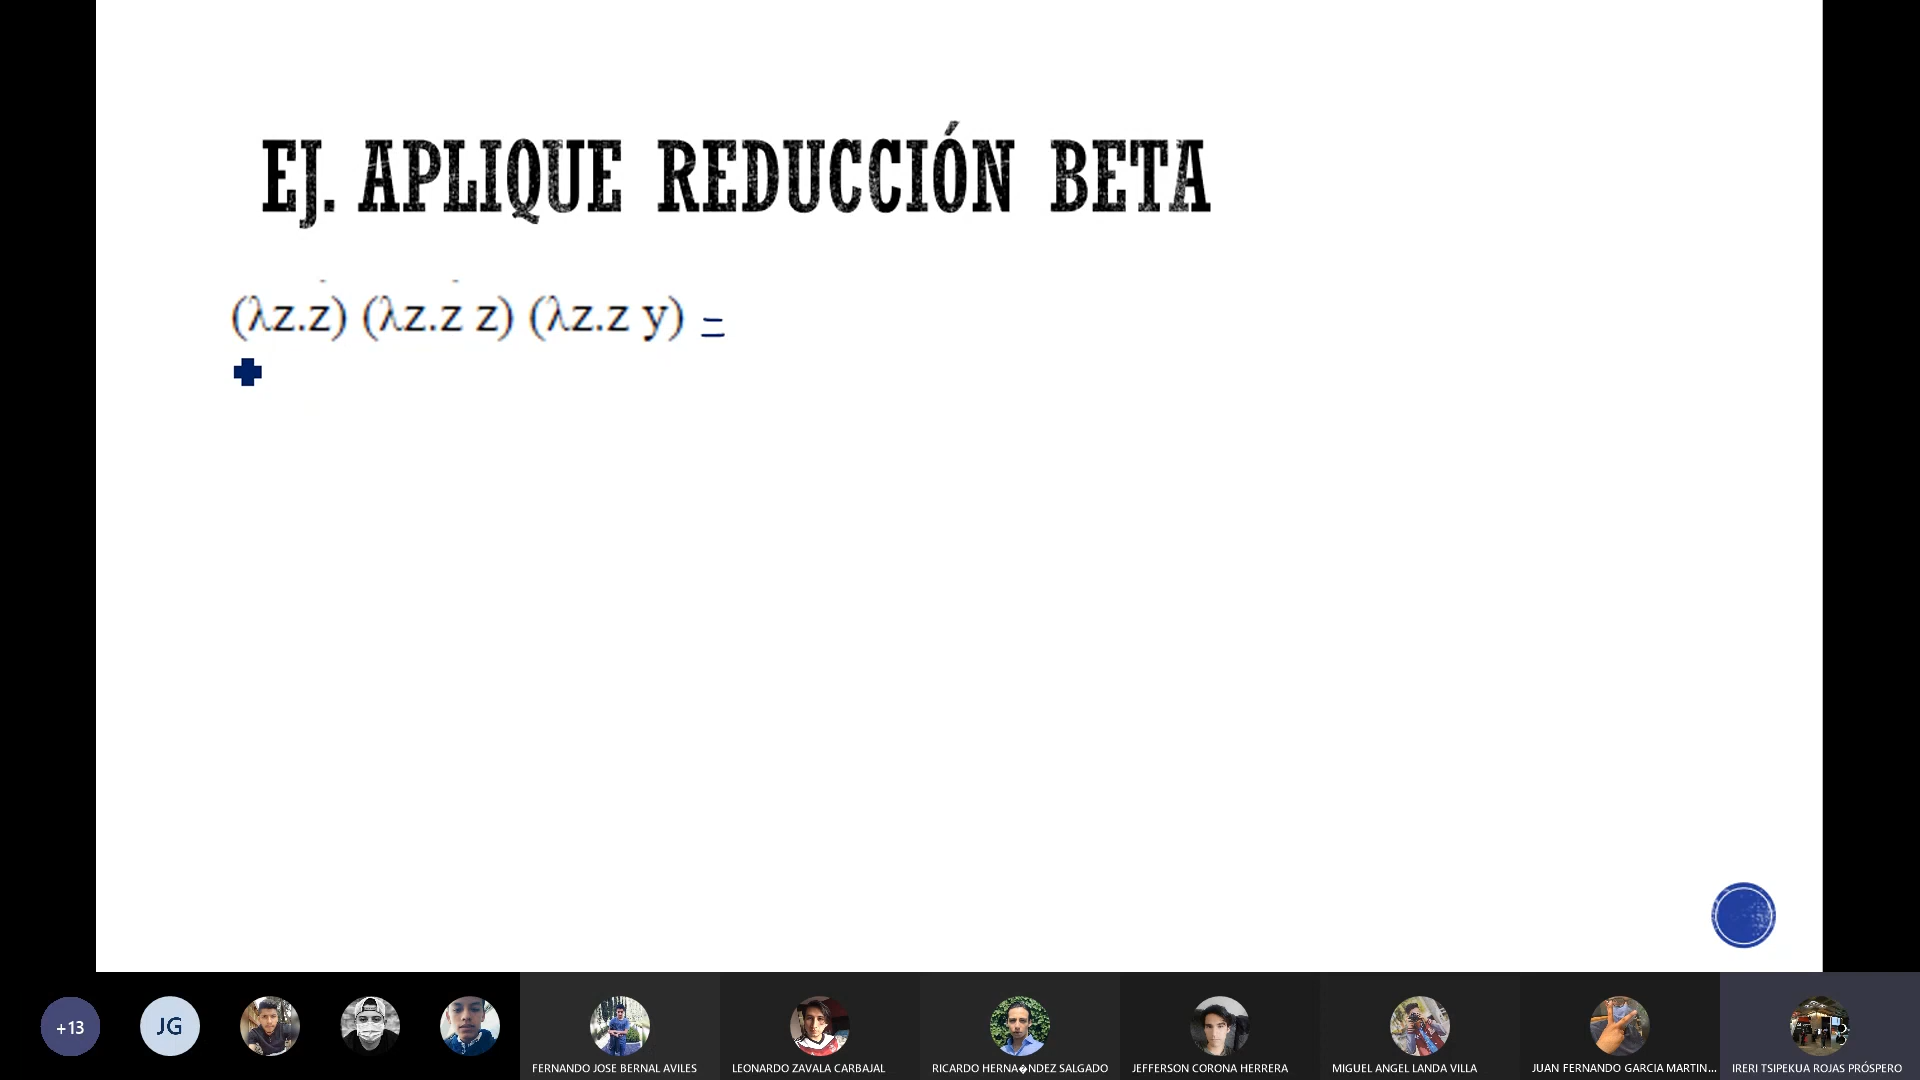 EJ. APLIQUE REDUCCIÓN BETA
(λz.z) (λz.z z) (λz.z y) =
+13
JG
FERNANDO JOSE BERNAL AVILES
LEONARDO ZAVALA CARBAJAL
RICARDO HERNA�NDEZ SALGADO
JEFFERSON CORONA HERRERA
MIGUEL ANGEL LANDA VILLA
JUAN FERNANDO GARCIA MARTIN...
IRERI TSIPEKUA ROJAS PRÓSPERO